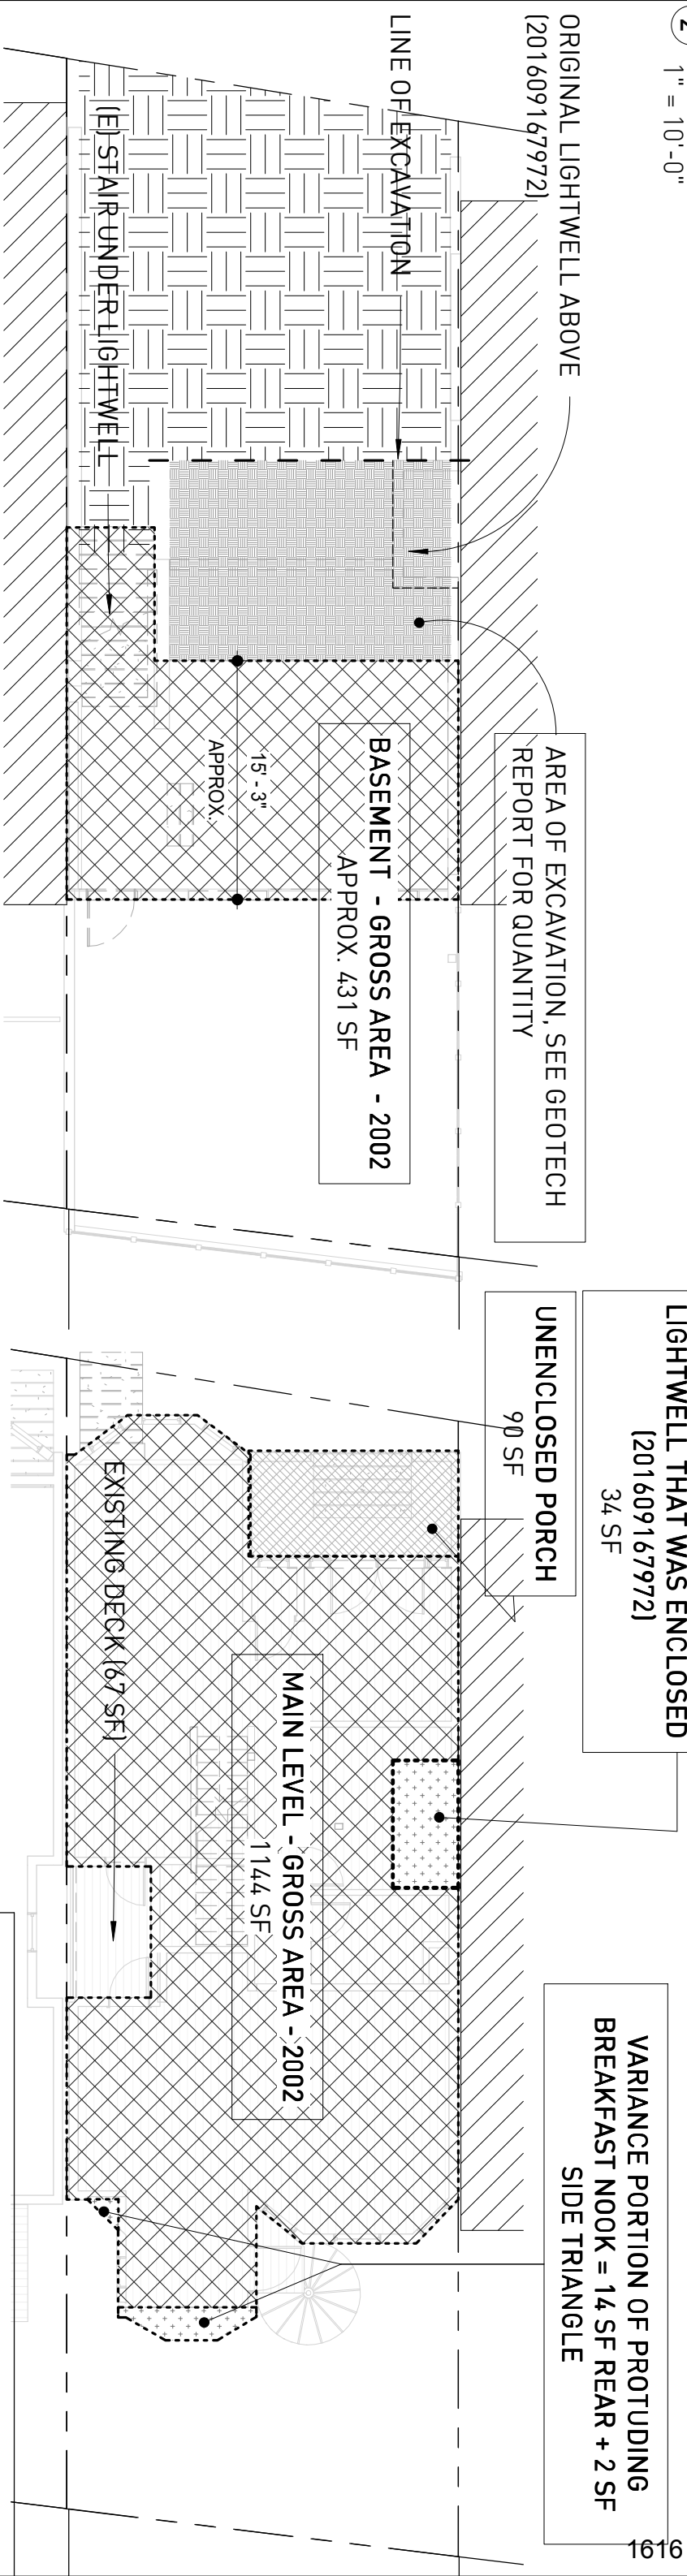 1" = 10'-0"
ORIGINAL LIGHTWELL ABOVE
(201609167972)
LINE OF EXCAVATION
(E) STAIR UNDER LIGHTWELL
AREA OF EXCAVATION, SEE GEOTECH
REPORT FOR QUANTITY
BASEMENT - GROSS AREA - 2002
APPROX. 431 SF
15' - 3"
APPROX.
LIGHTWELL THAT WAS ENCLOSED
(201609167972)
34 SF
UNENCLOSED PORCH
90 SF
MAIN LEVEL - GROSS AREA - 2002
1144 SF
EXISTING DECK (67 SF)
VARIANCE PORTION OF PROTUDING
BREAKFAST NOOK = 14 SF REAR + 2 SF
SIDE TRIANGLE
1616